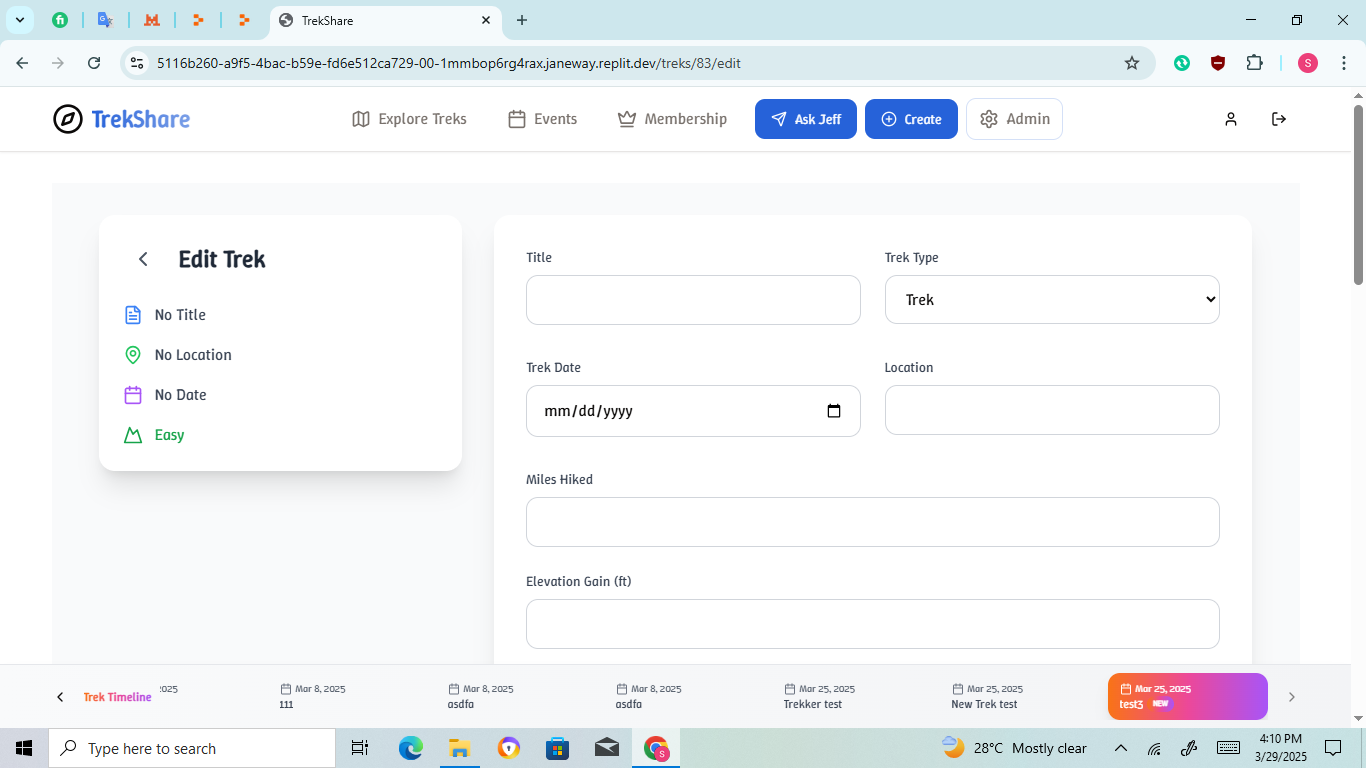 TrekShare
5116b260-a9f5-4bac-b59e-fd6e512ca729-00-1mmbop6rg4rax.janeway.replit.dev/treks/83/edit
S
TrekShare
Explore Treks
Events
Membership
Ask Jeff
Create
Admin
Edit Trek
No Title
No Location
No Date
Easy
Title
Trek Type
Trek
Trek Date
Location
mm/dd/yyyy
Miles Hiked
Elevation Gain (ft)
Trek Timeline
2025
Mar 8, 2025
111
Mar 8, 2025
asdfa
Mar 8, 2025
asdfa
Mar 25, 2025
Trekker test
Mar 25, 2025
New Trek test
Mar 25, 2025
test3 NEW
Type here to search
28°C Mostly clear
4:10 PM
3/29/2025